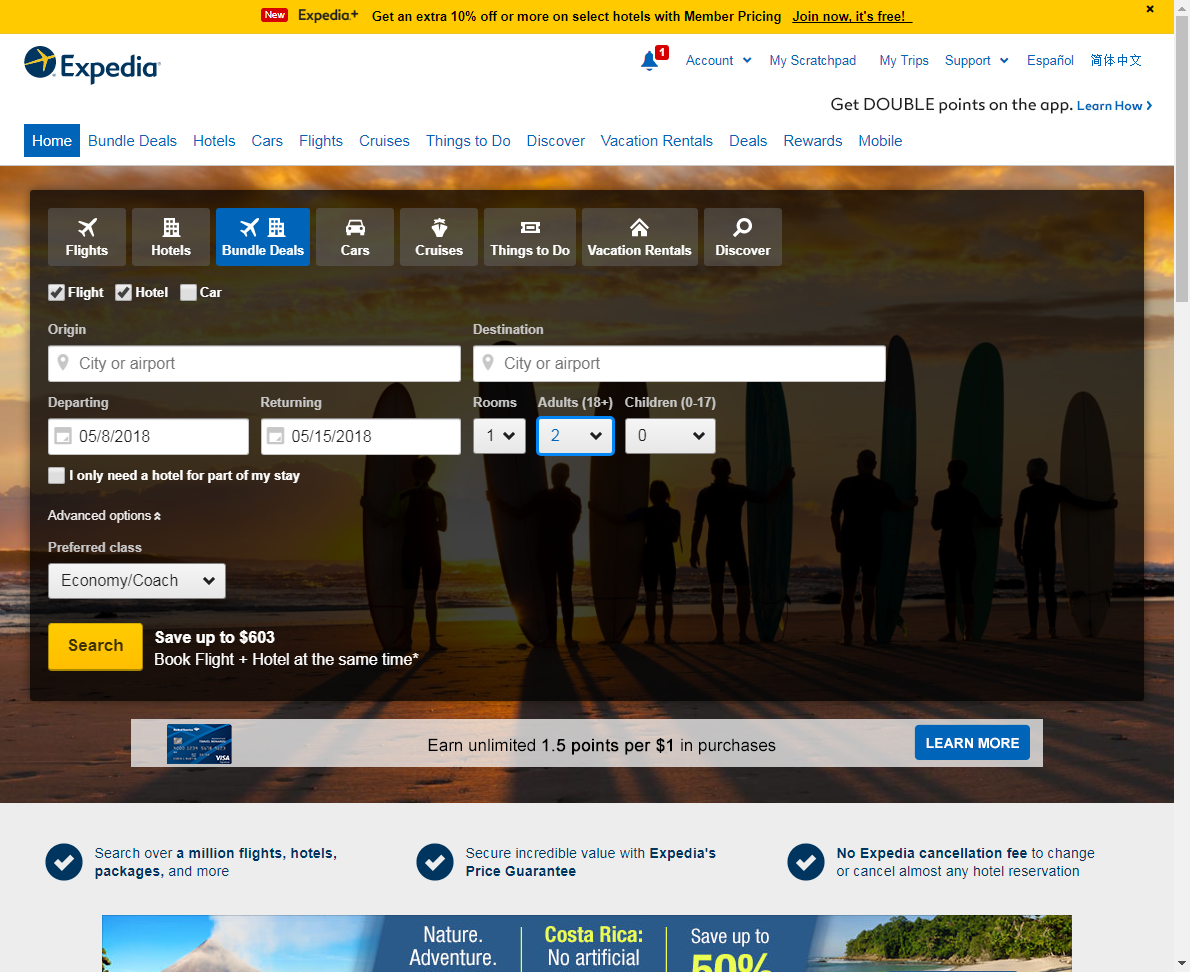 New Expedia+ Get an extra 10% off or more on select hotels with Member Pricing Join now, it's free!
Expedia
1 Account My Scratchpad My Trips Support Español 简体中文
Get DOUBLE points on the app. Learn How
Home Bundle Deals Hotels Cars Flights Cruises Things to Do Discover Vacation Rentals Deals Rewards Mobile
Flights Hotels Bundle Deals Cars Cruises Things to Do Vacation Rentals Discover
Flight Hotel Car
Origin Destination
City or airport City or airport
Departing Returning Rooms Adults (18+) Children (0-17)
05/8/2018 05/15/2018 1 2 0
I only need a hotel for part of my stay
Advanced options
Preferred class
Economy/Coach
Search
Save up to $603
Book Flight + Hotel at the same time*
VISA
Earn unlimited 1.5 points per $1 in purchases
LEARN MORE
Search over a million flights, hotels,
packages, and more
Secure incredible value with Expedia's
Price Guarantee
No Expedia cancellation fee to change
or cancel almost any hotel reservation
Nature.
Adventure.
Costa Rica:
No artificial
Save up to
50%